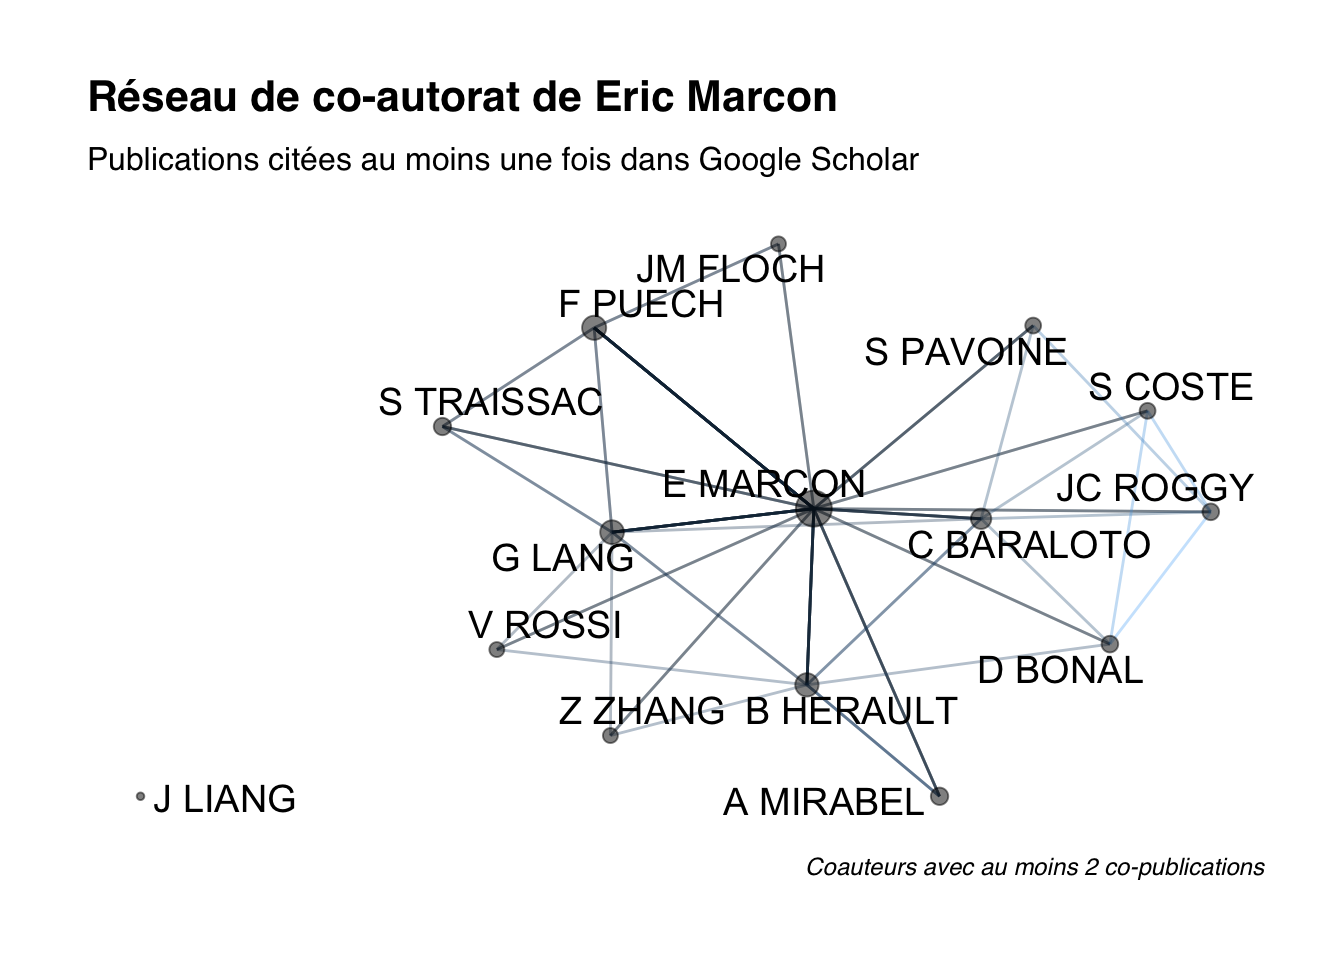 Réseau de co-autorat de Eric Marcon
Publications citées au moins une fois dans Google Scholar
JM FLOCH
F PUECH
S PAVOINE
S COSTE
S TRAISSAC
E MARCON
JC ROGGY
C BARALOTO
G LANG
V ROSSI
D BONAL
Z ZHANG
B HERAULT
J LIANG
A MIRABEL
Coauteurs avec au moins 2 co-publications